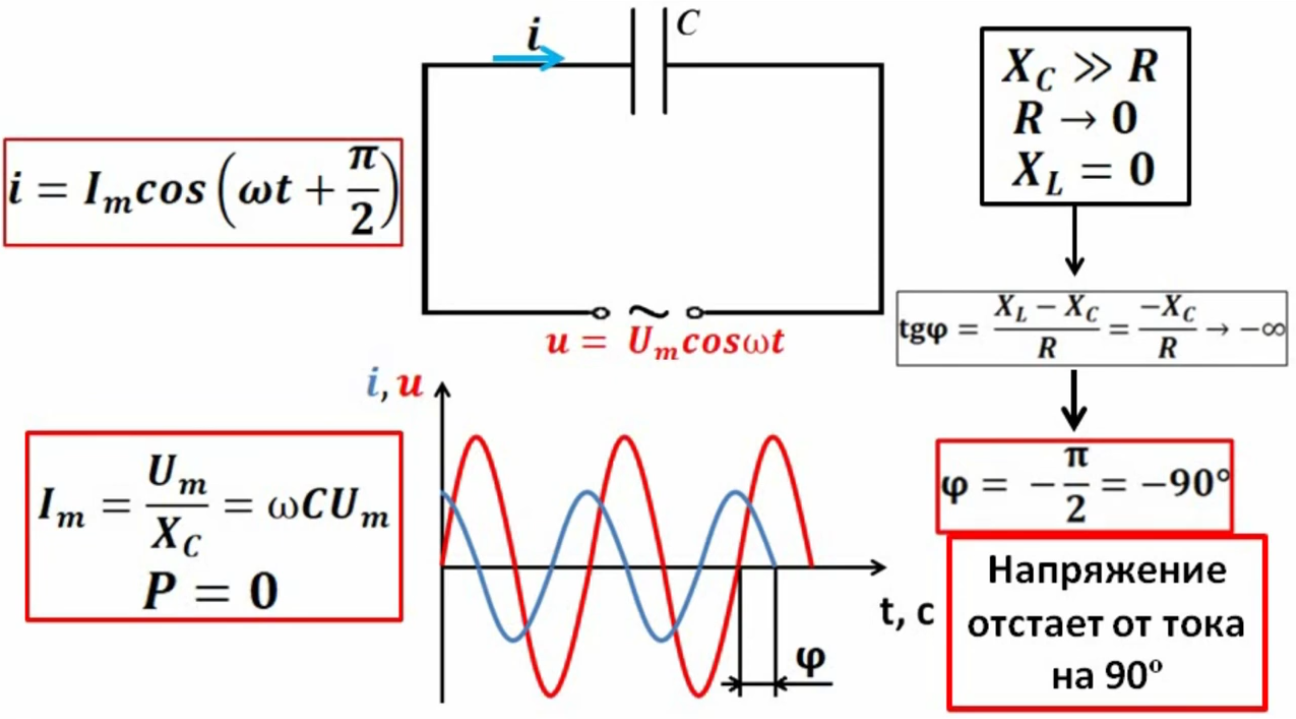 i
C
X_C ≫ R
R → 0
X_L = 0
i = I_m cos(ωt + π/2)
u = U_m cosωt
tgφ = (X_L − X_C)/R = −X_C/R → −∞
i, u
I_m = U_m/X_C = ωCU_m
P = 0
φ = −π/2 = −90°
Напряжение
отстает от тока
на 90º
t, c
φ